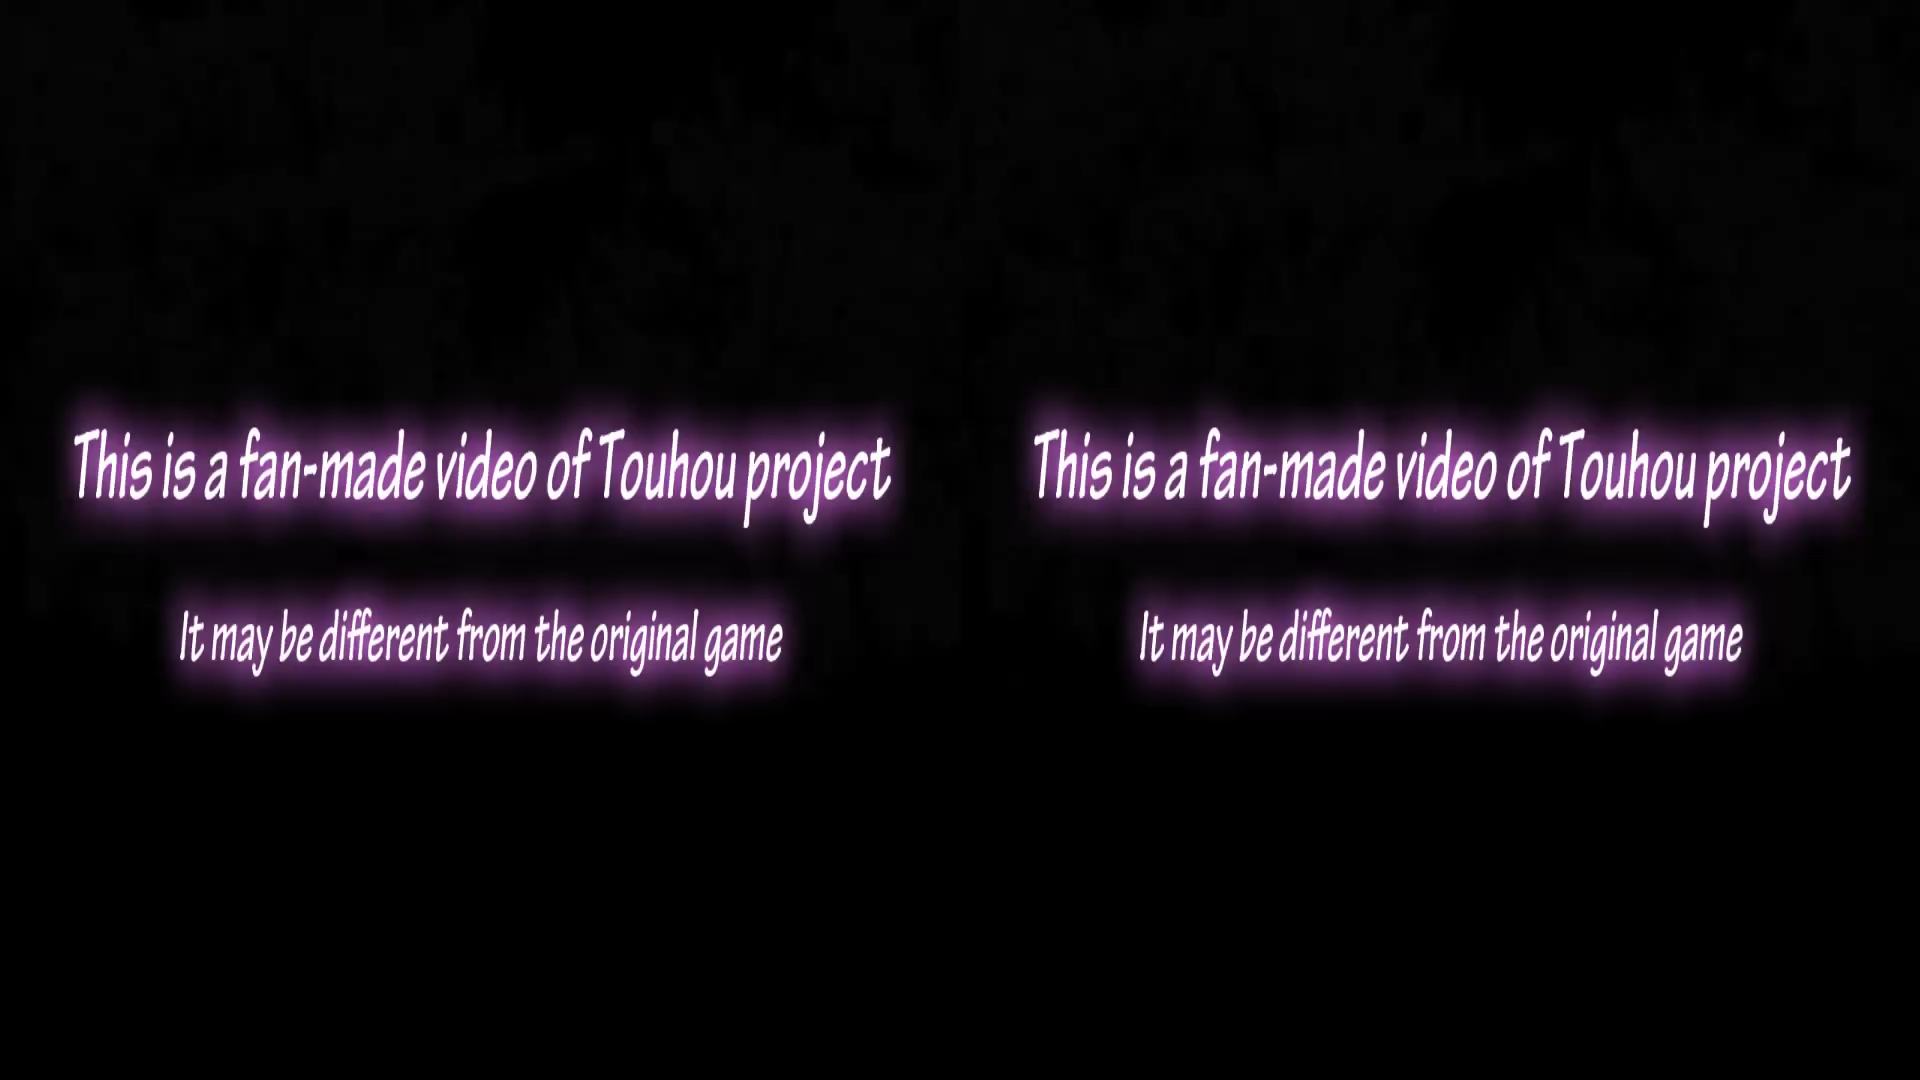 This is a fan-made video of Touhou project
It may be different from the original game
This is a fan-made video of Touhou project
It may be different from the original game